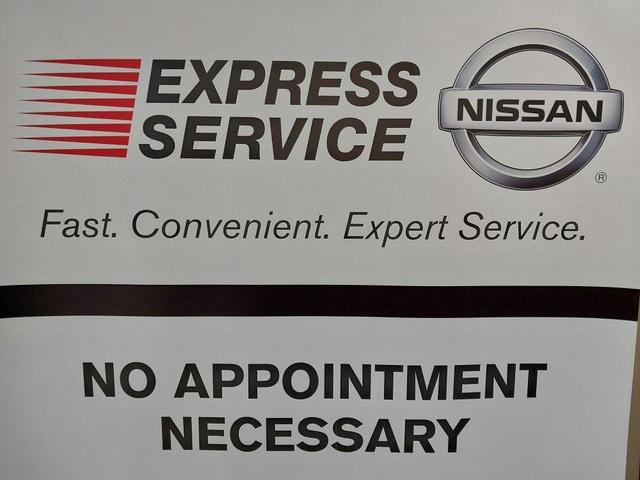 EXPRESS
SERVICE
NISSAN
®
Fast. Convenient. Expert Service.
NO APPOINTMENT
NECESSARY